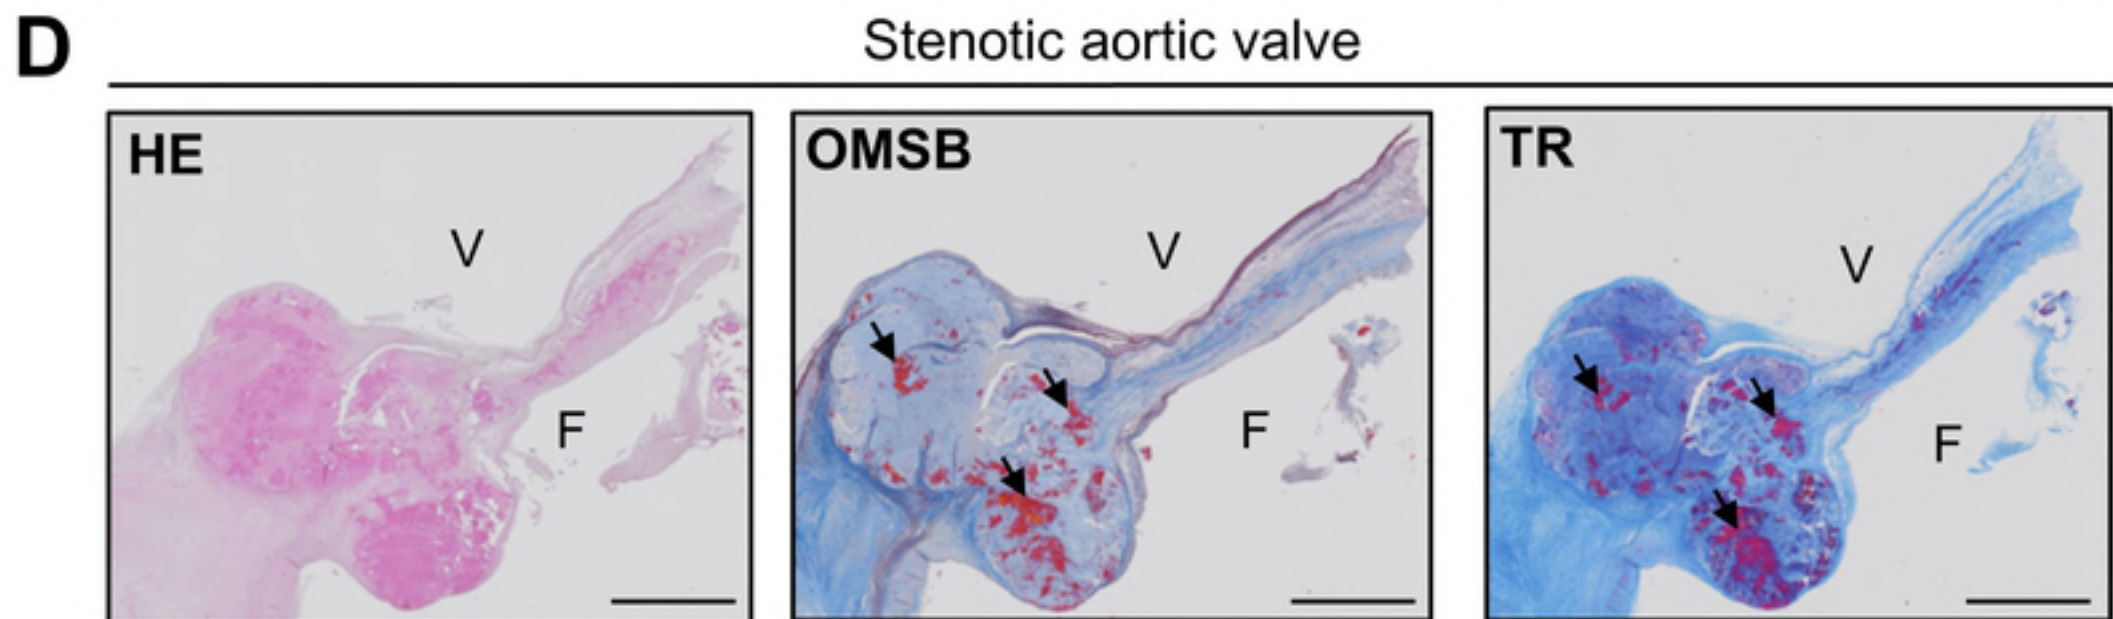 D
Stenotic aortic valve
HE
OMSB
TR
V
V
V
F
F
F